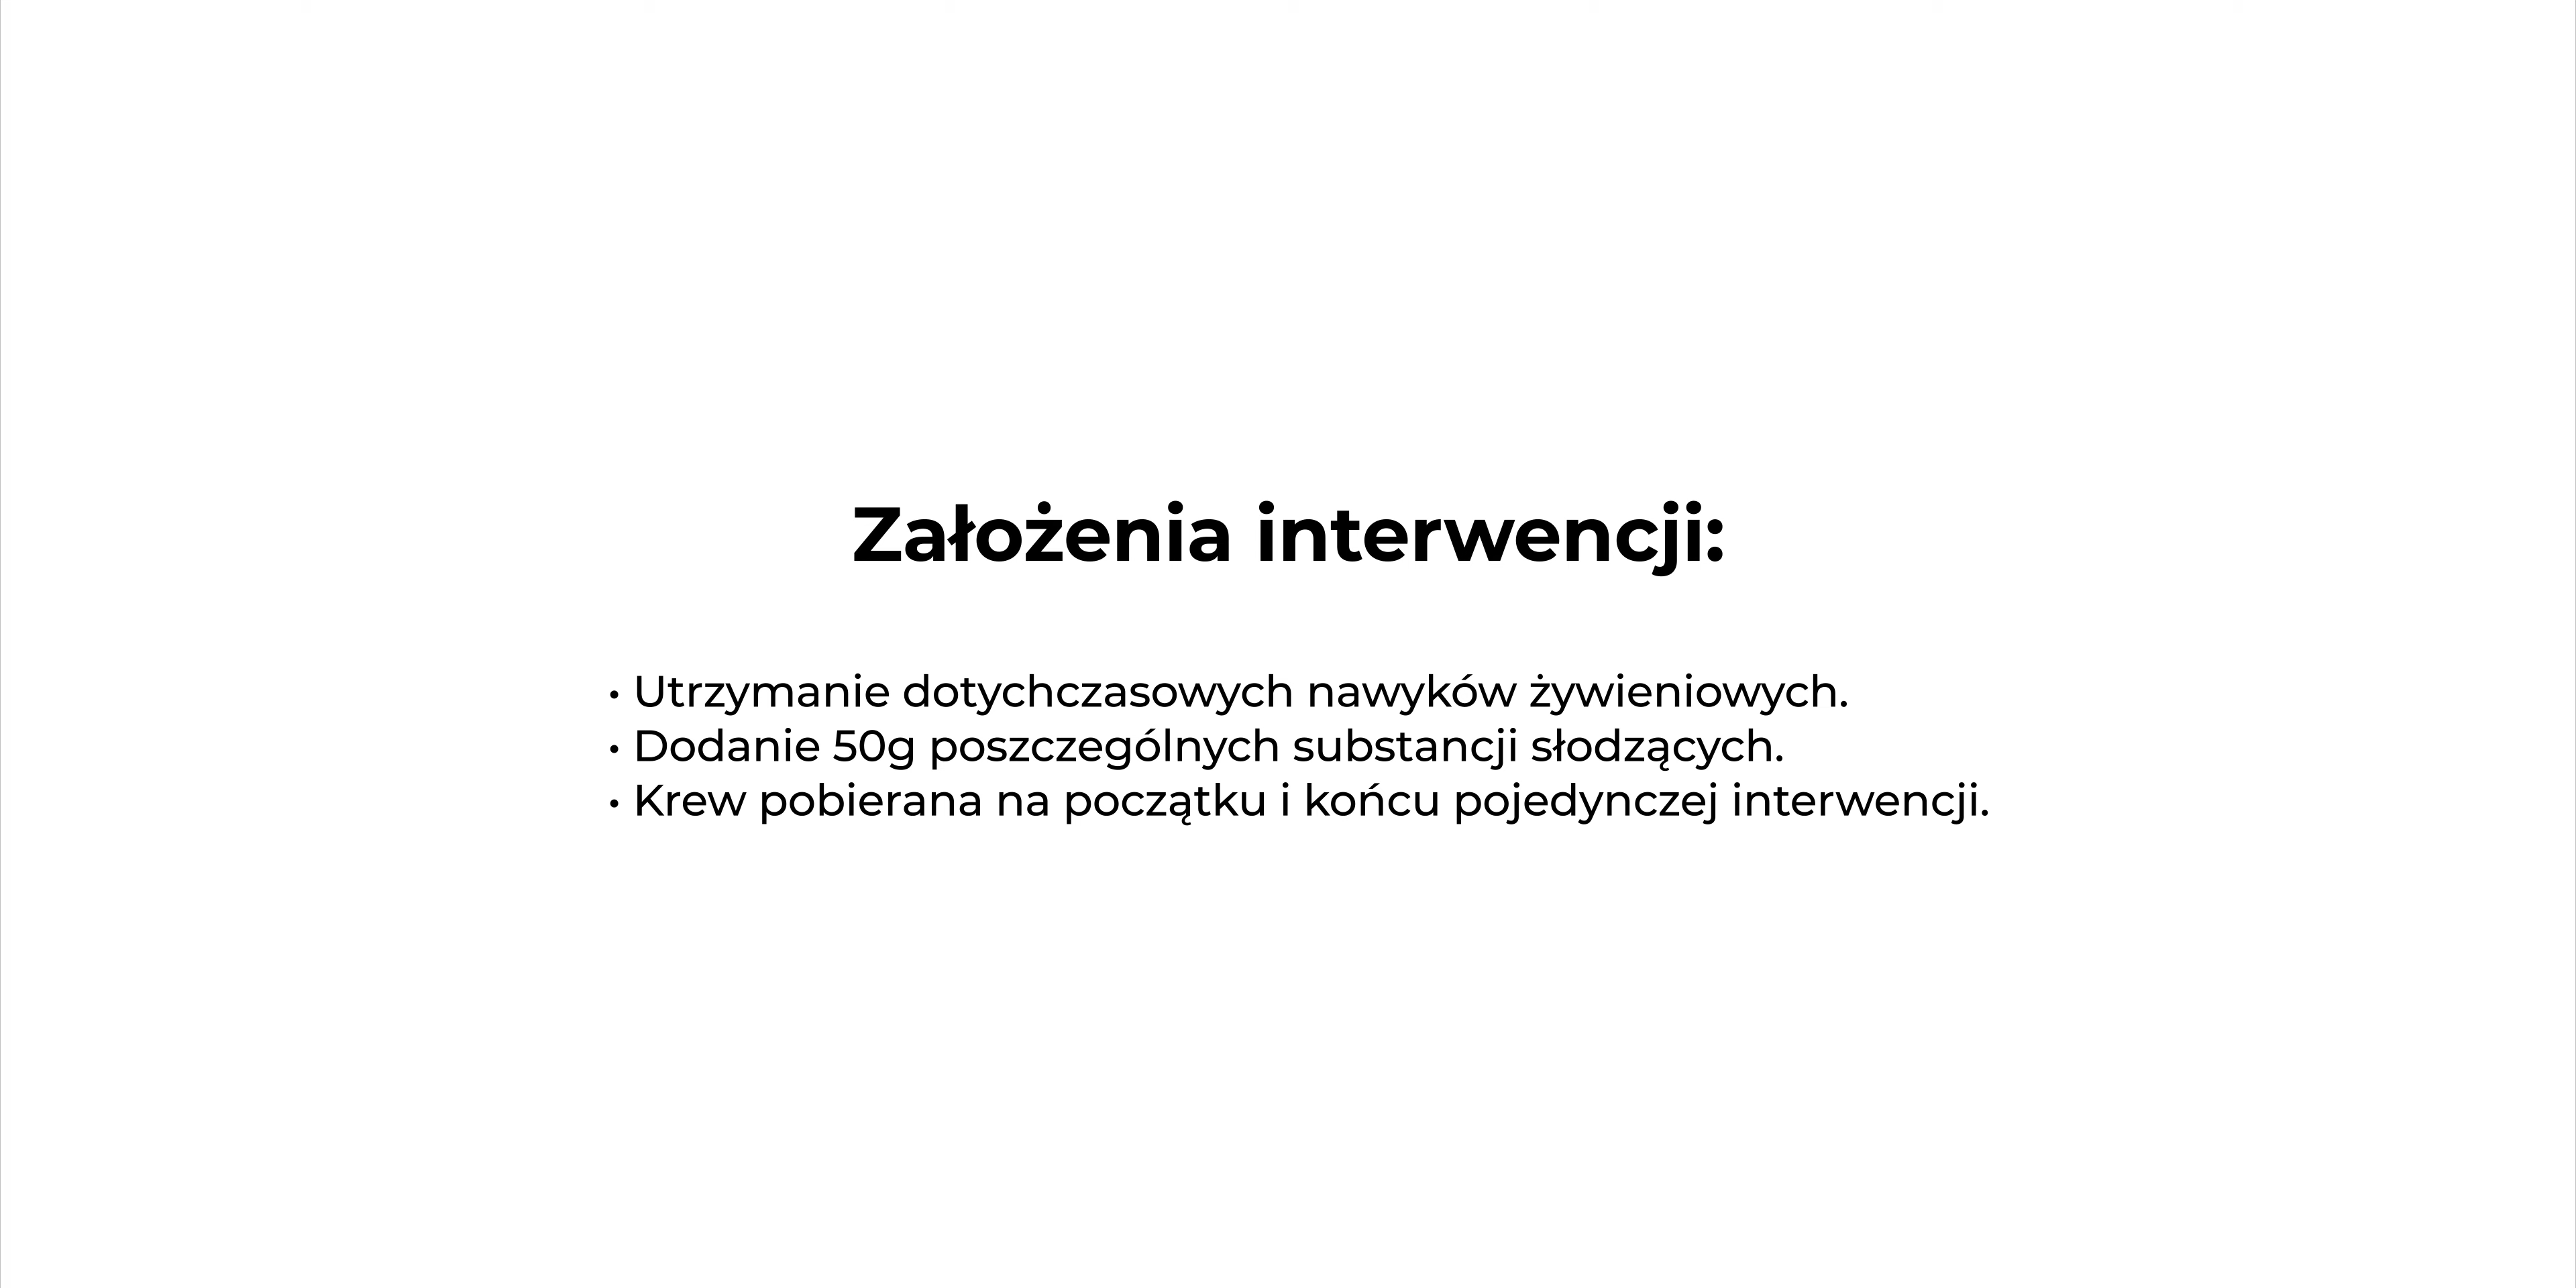 Założenia interwencji:
• Utrzymanie dotychczasowych nawyków żywieniowych.
• Dodanie 50g poszczególnych substancji słodzących.
• Krew pobierana na początku i końcu pojedynczej interwencji.